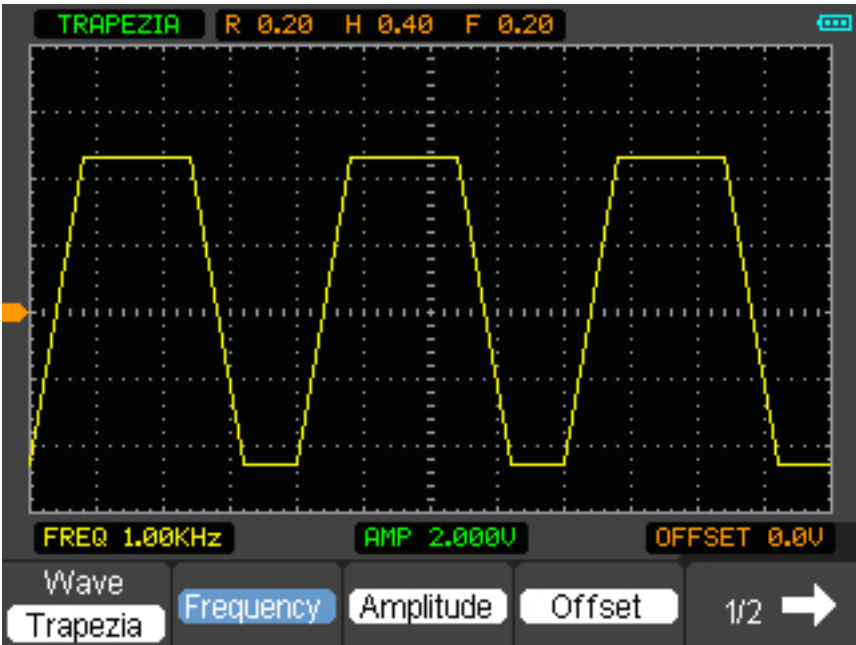 TRAPEZIA R 0.20 H 0.40 F 0.20
FREQ 1.00KHz AMP 2.000V OFFSET 0.0V
Wave
Trapezia Frequency Amplitude Offset 1/2